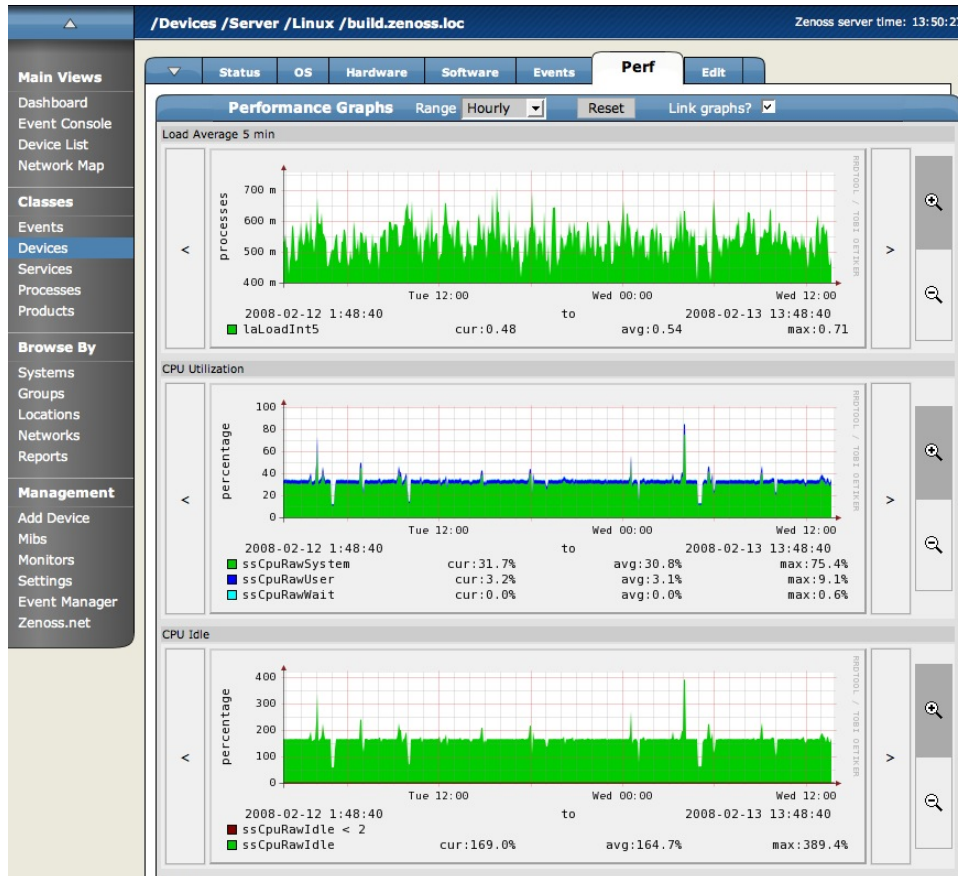 /Devices /Server /Linux /build.zenoss.loc
Zenoss server time: 13:50:2
Main Views
Dashboard
Event Console
Device List
Network Map
Classes
Events
Devices
Services
Processes
Products
Browse By
Systems
Groups
Locations
Networks
Reports
Management
Add Device
Mibs
Monitors
Settings
Event Manager
Zenoss.net
Status OS Hardware Software Events Perf Edit
Performance Graphs Range Hourly Reset Link graphs?
Load Average 5 min
RRDTOOL / TOBI OETIKER
processes
700 m
600 m
500 m
400 m
< >
Tue 12:00 Wed 00:00 Wed 12:00
2008-02-12 1:48:40 to 2008-02-13 13:48:40
laLoadInt5 cur:0.48 avg:0.54 max:0.71
CPU Utilization
RRDTOOL / TOBI OETIKER
percentage
100
80
60
40
20
0
< >
Tue 12:00 Wed 00:00 Wed 12:00
2008-02-12 1:48:40 to 2008-02-13 13:48:40
ssCpuRawSystem cur:31.7% avg:30.8% max:75.4%
ssCpuRawUser cur:3.2% avg:3.1% max:9.1%
ssCpuRawWait cur:0.0% avg:0.0% max:0.6%
CPU Idle
RRDTOOL / TOBI OETIKER
percentage
400
300
200
100
0
< >
Tue 12:00 Wed 00:00 Wed 12:00
2008-02-12 1:48:40 to 2008-02-13 13:48:40
ssCpuRawIdle < 2
ssCpuRawIdle cur:169.0% avg:164.7% max:389.4%